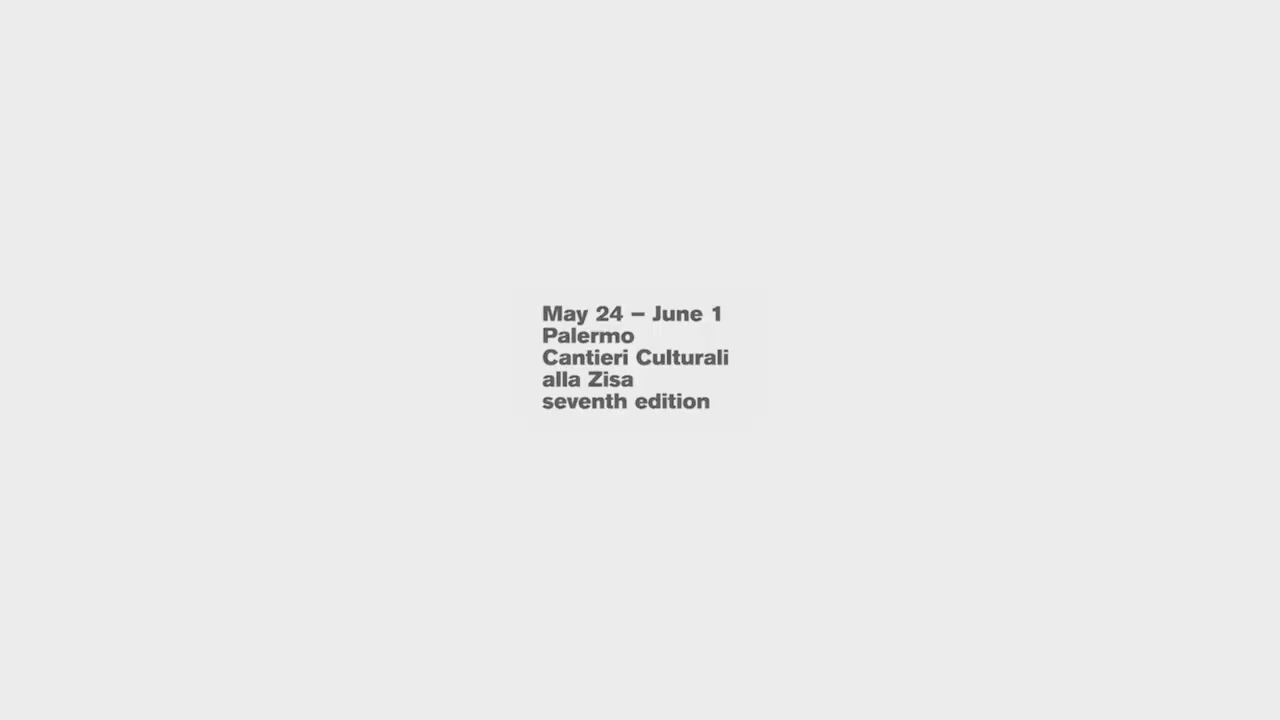 May 24 – June 1
Palermo
Cantieri Culturali
alla Zisa
seventh edition